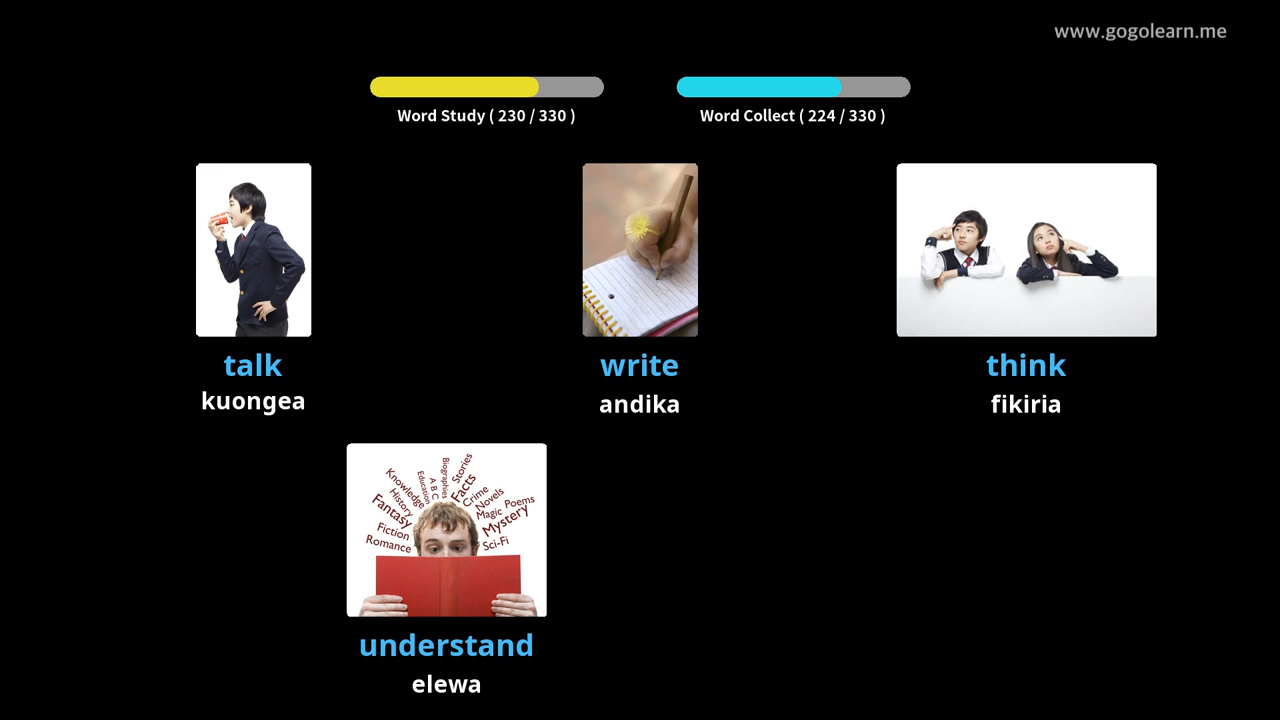 www.gogolearn.me
Word Study ( 230 / 330 )
Word Collect ( 224 / 330 )
talk
kuongea
write
andika
think
fikiria
Knowledge
History
Fantasy
Fiction
Romance
Education
A B C
Biographies
Stories
Facts
Crime
Novels
Magic
Poems
Mystery
Sci-Fi
understand
elewa